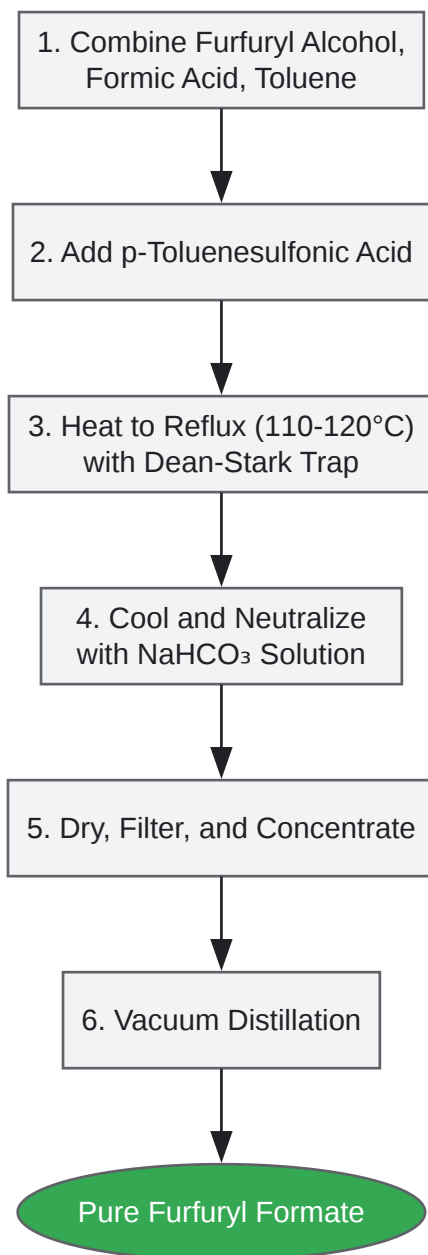 1. Combine Furfuryl Alcohol,
Formic Acid, Toluene
2. Add p-Toluenesulfonic Acid
3. Heat to Reflux (110-120°C)
with Dean-Stark Trap
4. Cool and Neutralize
with NaHCO₃ Solution
5. Dry, Filter, and Concentrate
6. Vacuum Distillation
Pure Furfuryl Formate